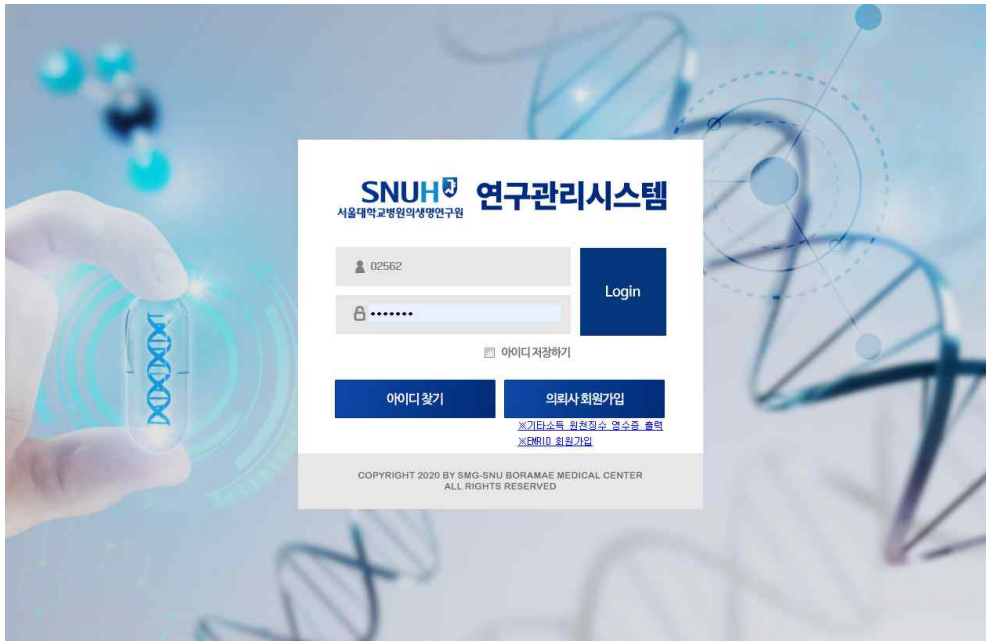 SNUH
서울대학교병원의생명연구원
연구관리시스템
02562
•••••••
Login
아이디 저장하기
아이디 찾기
의뢰사 회원가입
※기타소득 원천징수 영수증 출력
※EMRID 회원가입
COPYRIGHT 2020 BY SMG-SNU BORAMAE MEDICAL CENTER
ALL RIGHTS RESERVED